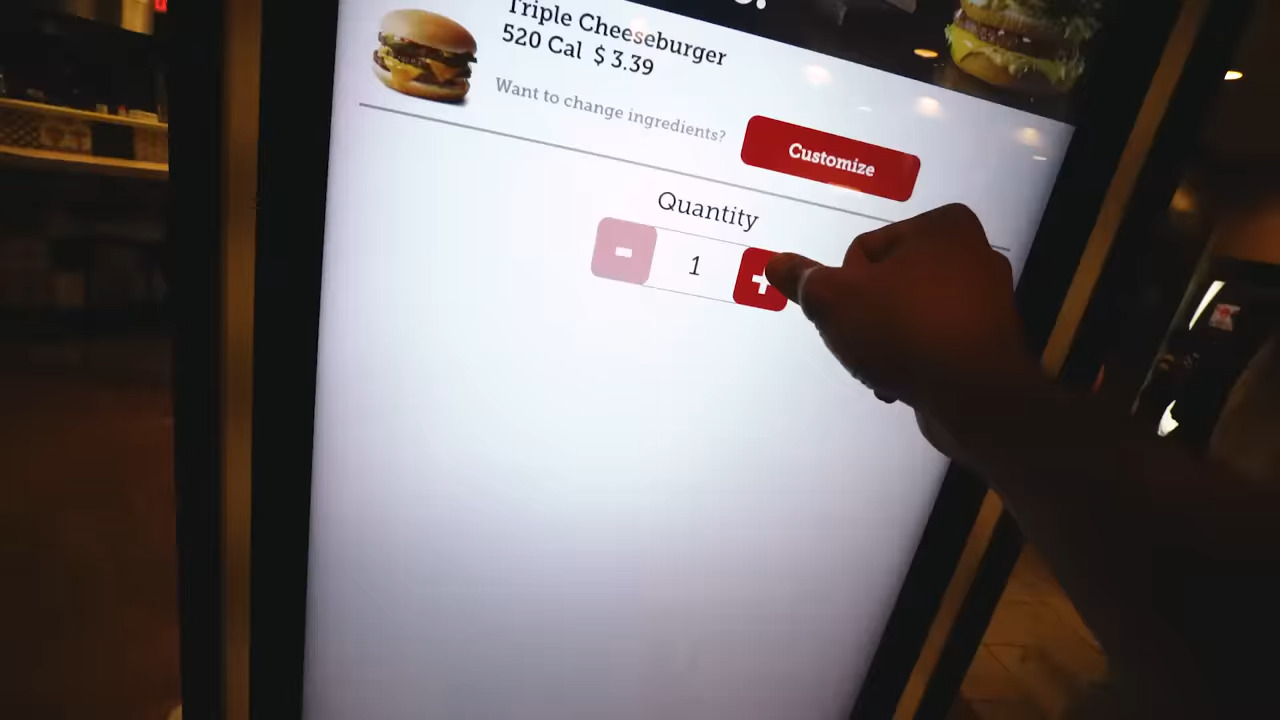 Triple Cheeseburger
520 Cal $ 3.39
Want to change ingredients?
Customize
Quantity
- 1 +